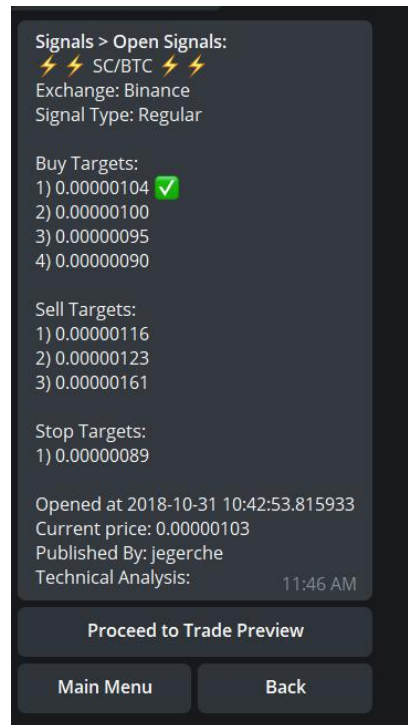 Signals > Open Signals:
⚡⚡ SC/BTC ⚡⚡
Exchange: Binance
Signal Type: Regular
Buy Targets:
1) 0.00000104 ✅
2) 0.00000100
3) 0.00000095
4) 0.00000090
Sell Targets:
1) 0.00000116
2) 0.00000123
3) 0.00000161
Stop Targets:
1) 0.00000089
Opened at 2018-10-31 10:42:53.815933
Current price: 0.00000103
Published By: jegerche
Technical Analysis:
11:46 AM
Proceed to Trade Preview
Main Menu
Back